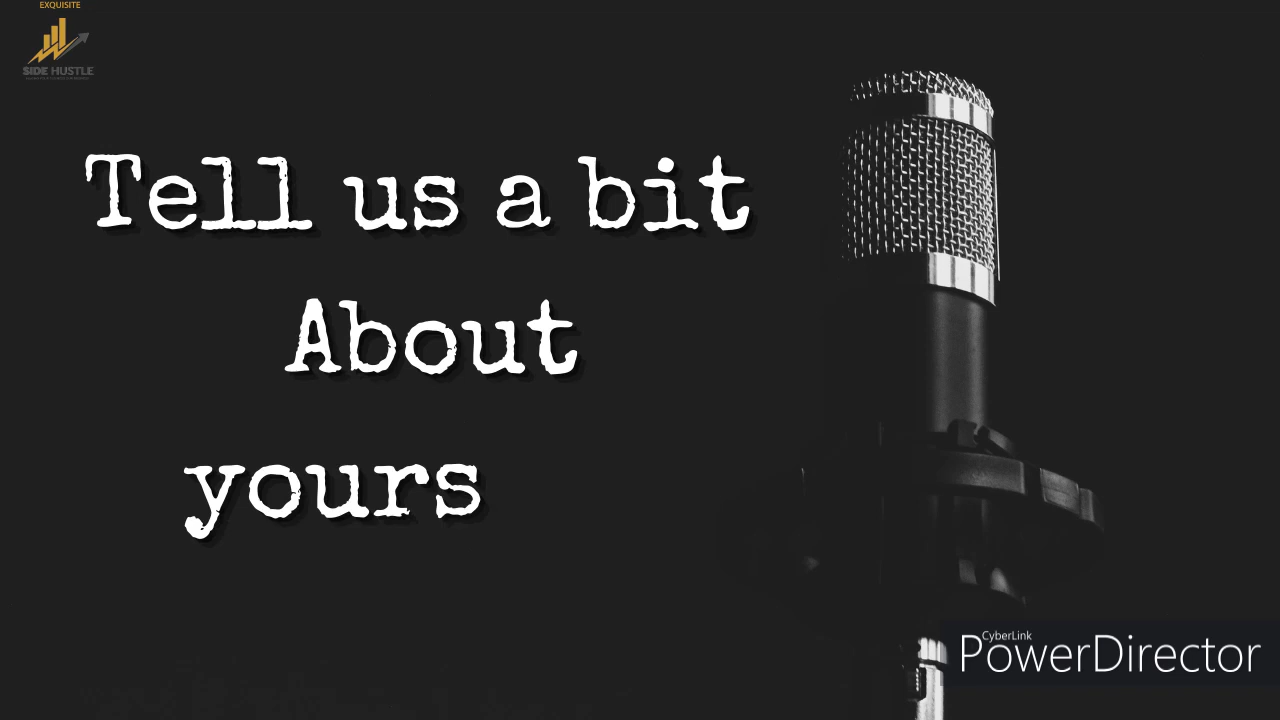 EXQUISITE
SIDE HUSTLE
Tell us a bit
About
yours
CyberLink
PowerDirector